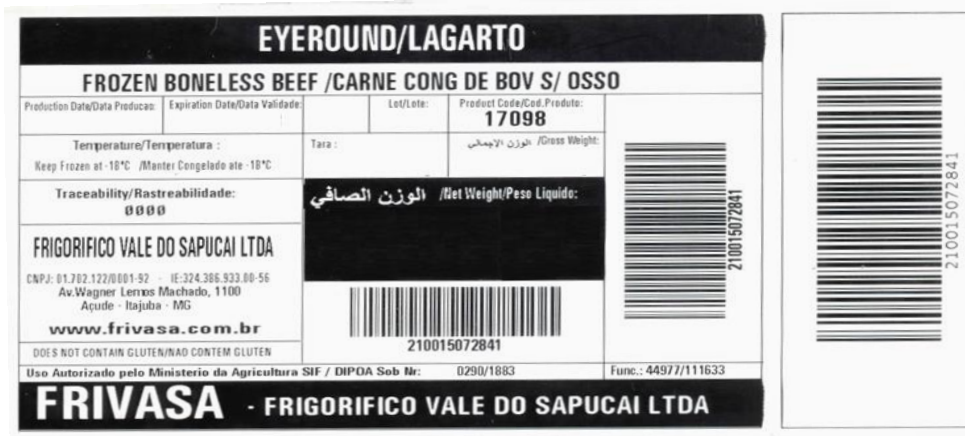 EYEROUND/LAGARTO
FROZEN BONELESS BEEF /CARNE CONG DE BOV S/ OSSO
Production Date/Data Producao: Expiration Date/Data Validade: Lot/Lote: Product Code/Cod.Produto:
17098
Temperature/Temperatura :
Keep Frozen at -18°C /Manter Congelado ate -18°C
Tara :
الوزن الاجمالي /Gross Weight:
Traceability/Rastreabilidade:
0000
الوزن الصافي /Net Weight/Peso Liquido:
FRIGORIFICO VALE DO SAPUCAI LTDA
CNPJ: 01.702.122/0001-92 - IE:324.386.933.00-56
Av.Wagner Lemos Machado, 1100
Açude - Itajuba - MG
www.frivasa.com.br
DOES NOT CONTAIN GLUTEN/NAO CONTEM GLUTEN
210015072841
210015072841
210015072841
Uso Autorizado pelo Ministerio da Agricultura SIF / DIPOA Sob Nr: 0290/1883 Func.: 44977/111633
FRIVASA - FRIGORIFICO VALE DO SAPUCAI LTDA